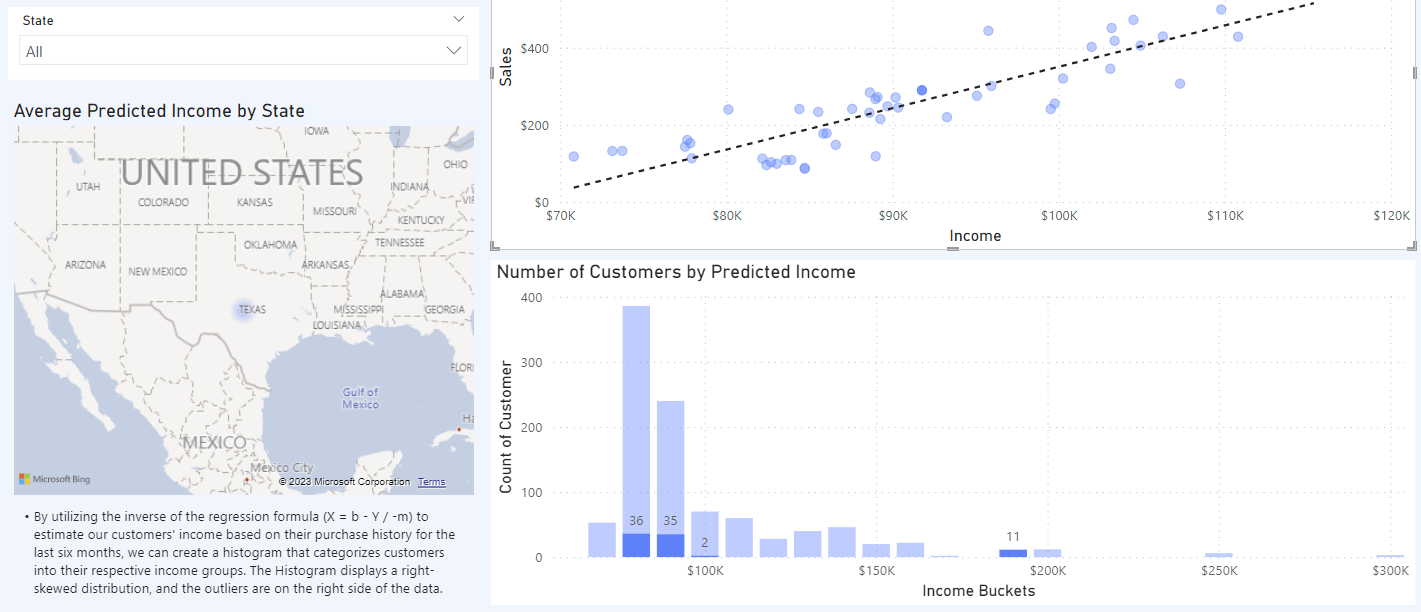 State
All
Average Predicted Income by State
IOWA
UNITED STATES
OHIO
UTAH
INDIANA
COLORADO
KANSAS
MISSOURI
VIR
KENTUCKY
OKLAHOMA
TENNESSEE
ARIZONA
NEW MEXICO
ARKANSAS
ALABAMA
TEXAS
MISSISSIPPI
GEORGIA
LOUISIANA
FLOR
Gulf of
Mexico
Ha
MEXICO
Mexico City
Microsoft Bing
© 2023 Microsoft Corporation Terms
• By utilizing the inverse of the regression formula (X = b - Y / -m) to
estimate our customers' income based on their purchase history for the
last six months, we can create a histogram that categorizes customers
into their respective income groups. The Histogram displays a right-
skewed distribution, and the outliers are on the right side of the data.
Sales
$400
$200
$0
$70K $80K $90K $100K $110K $120K
Income
Number of Customers by Predicted Income
Count of Customer
400
300
200
100
0
36 35 2 11
$100K $150K $200K $250K $300K
Income Buckets